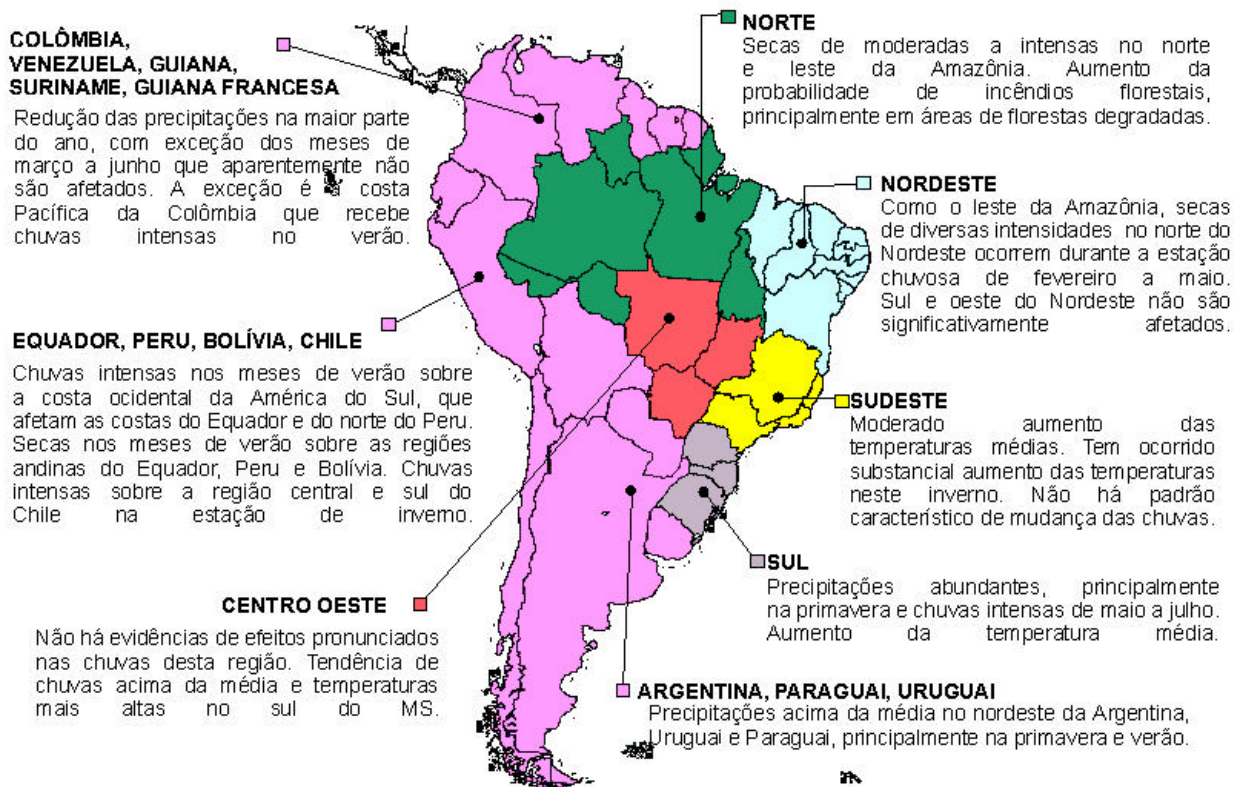 COLÔMBIA,
VENEZUELA, GUIANA,
SURINAME, GUIANA FRANCESA
Redução das precipitações na maior parte
do ano, com exceção dos meses de
março a junho que aparentemente não
são afetados. A exceção é a costa
Pacífica da Colômbia que recebe
chuvas intensas no verão.
EQUADOR, PERU, BOLÍVIA, CHILE
Chuvas intensas nos meses de verão sobre
a costa ocidental da América do Sul, que
afetam as costas do Equador e do norte do Peru.
Secas nos meses de verão sobre as regiões
andinas do Equador, Peru e Bolívia. Chuvas
intensas sobre a região central e sul do
Chile na estação de inverno.
CENTRO OESTE
Não há evidências de efeitos pronunciados
nas chuvas desta região. Tendência de
chuvas acima da média e temperaturas
mais altas no sul do MS.
NORTE
Secas de moderadas a intensas no norte
e leste da Amazônia. Aumento da
probabilidade de incêndios florestais,
principalmente em áreas de florestas degradadas.
NORDESTE
Como o leste da Amazônia, secas
de diversas intensidades no norte do
Nordeste ocorrem durante a estação
chuvosa de fevereiro a maio.
Sul e oeste do Nordeste não são
significativamente afetados.
SUDESTE
Moderado aumento das
temperaturas médias. Tem ocorrido
substancial aumento das temperaturas
neste inverno. Não há padrão
característico de mudança das chuvas.
SUL
Precipitações abundantes, principalmente
na primavera e chuvas intensas de maio a julho.
Aumento da temperatura média.
ARGENTINA, PARAGUAI, URUGUAI
Precipitações acima da média no nordeste da Argentina,
Uruguai e Paraguai, principalmente na primavera e verão.